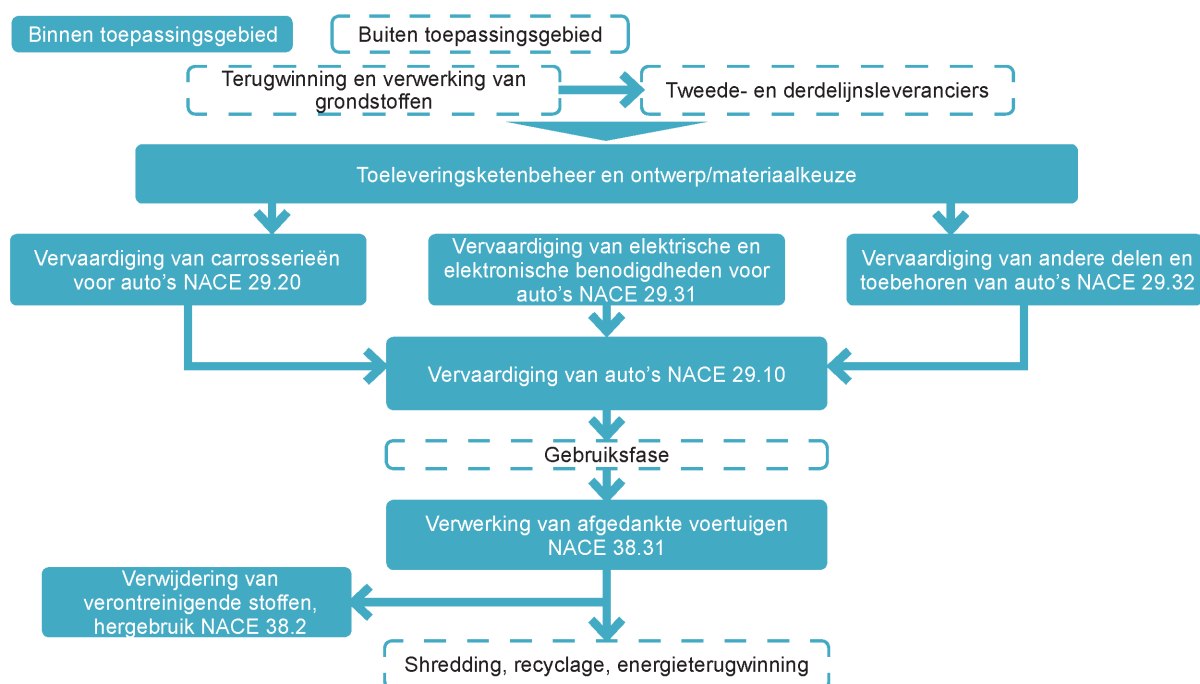 Binnen toepassingsgebied
Buiten toepassingsgebied
Terugwinning en verwerking van
grondstoffen
Tweede- en derdelijnsleveranciers
Toeleveringsketenbeheer en ontwerp/materiaalkeuze
Vervaardiging van carrosserieën
voor auto’s NACE 29.20
Vervaardiging van elektrische en
elektronische benodigdheden voor
auto’s NACE 29.31
Vervaardiging van andere delen en
toebehoren van auto’s NACE 29.32
Vervaardiging van auto’s NACE 29.10
Gebruiksfase
Verwerking van afgedankte voertuigen
NACE 38.31
Verwijdering van
verontreinigende stoffen,
hergebruik NACE 38.2
Shredding, recyclage, energieterugwinning